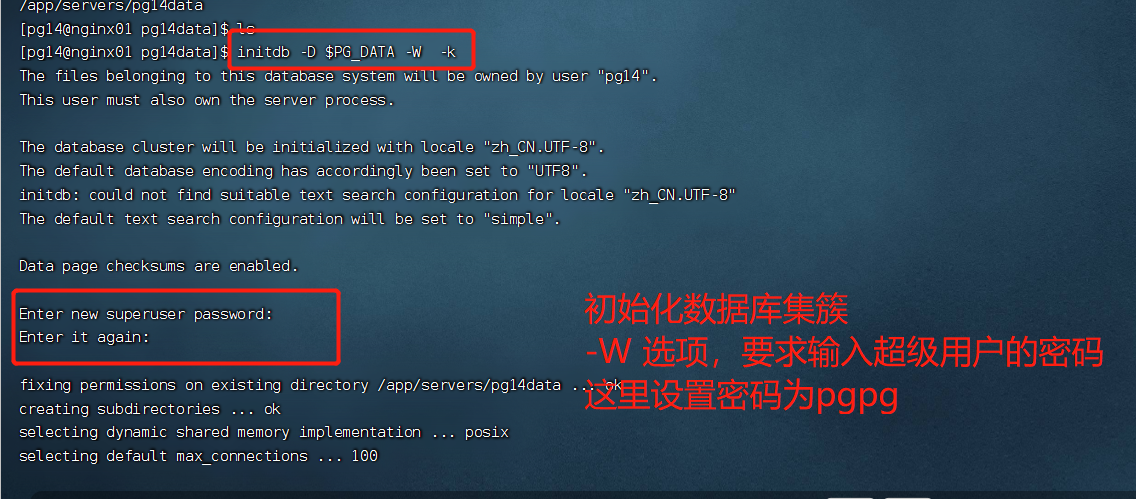 /app/servers/pg14data
[pg14@nginx01 pg14data]$ ls
[pg14@nginx01 pg14data]$ initdb -D $PG_DATA -W  -k
The files belonging to this database system will be owned by user "pg14".
This user must also own the server process.
The database cluster will be initialized with locale "zh_CN.UTF-8".
The default database encoding has accordingly been set to "UTF8".
initdb: could not find suitable text search configuration for locale "zh_CN.UTF-8"
The default text search configuration will be set to "simple".
Data page checksums are enabled.
Enter new superuser password:
Enter it again:
fixing permissions on existing directory /app/servers/pg14data ... ok
creating subdirectories ... ok
selecting dynamic shared memory implementation ... posix
selecting default max_connections ... 100
初始化数据库集簇
-W 选项，要求输入超级用户的密码
这里设置密码为pgpg